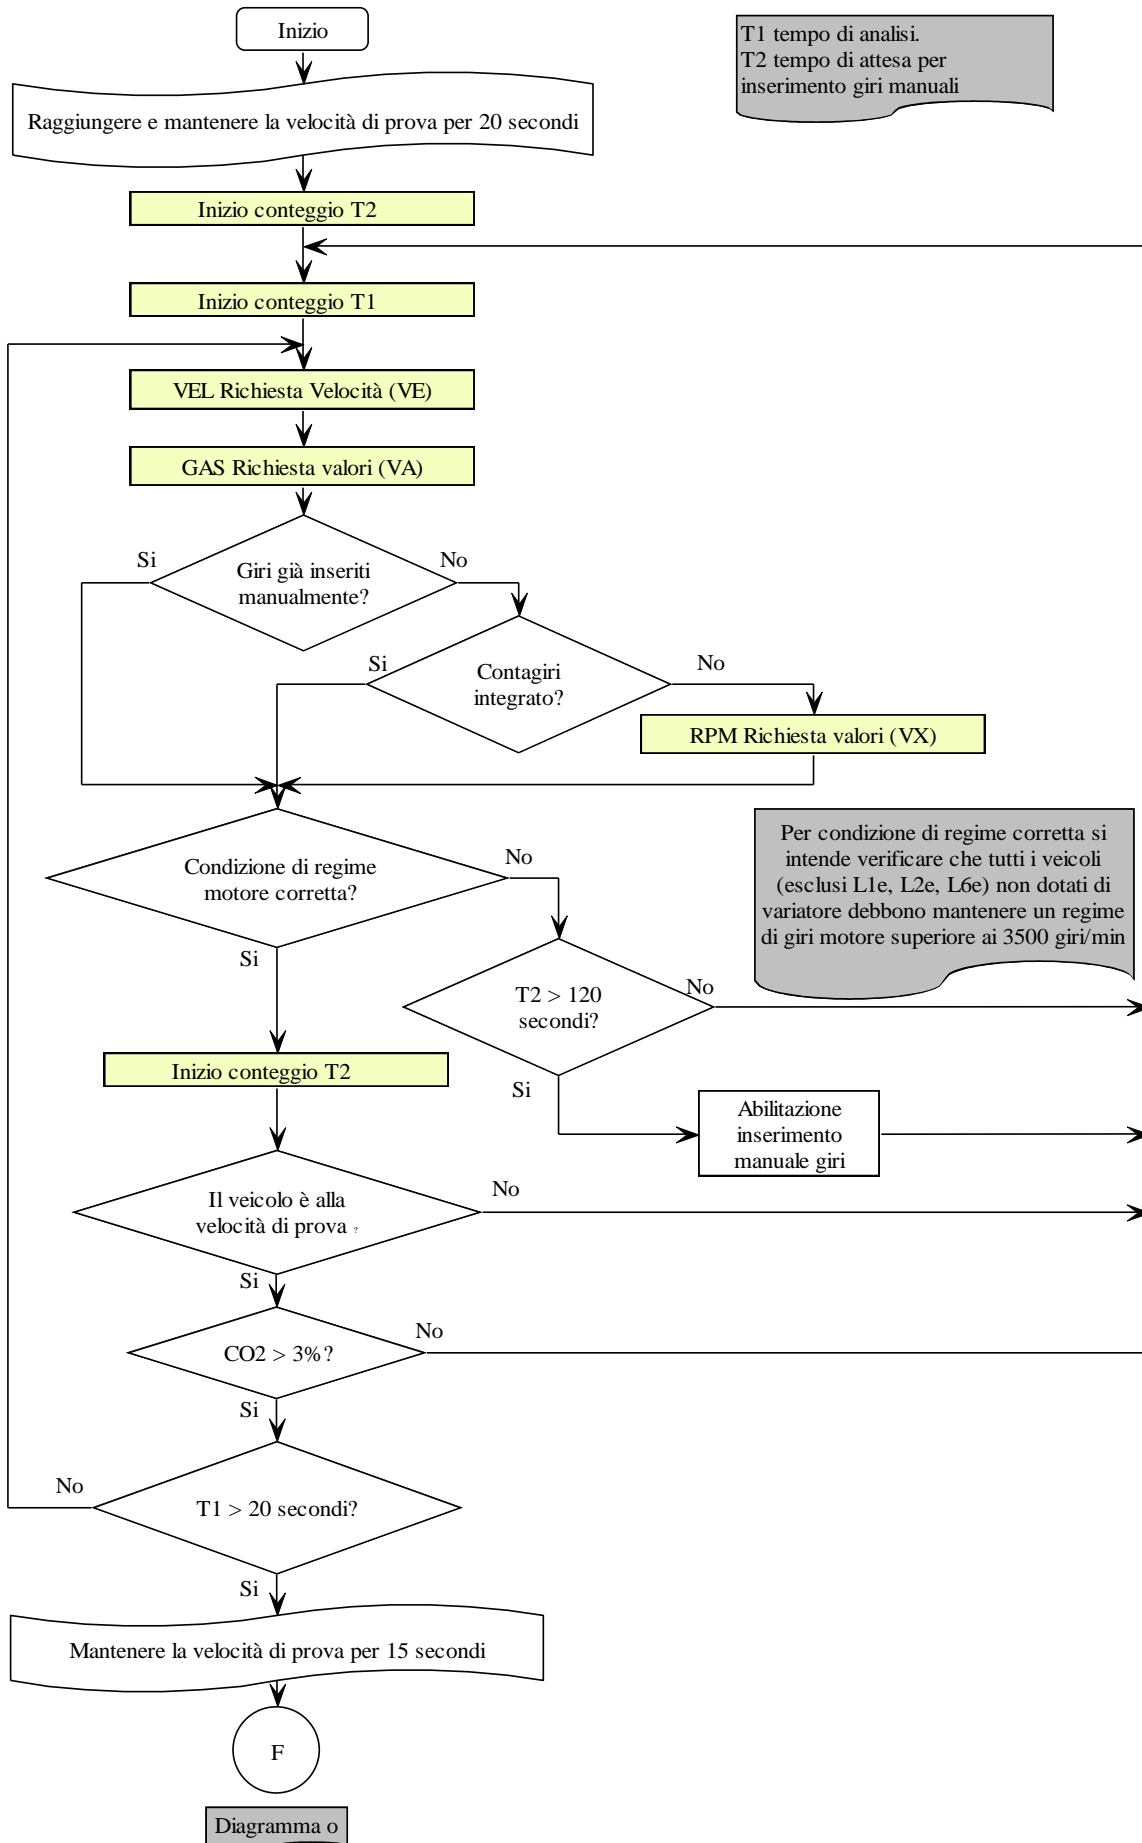 Inizio
T1 tempo di analisi.
T2 tempo di attesa per
inserimento giri manuali
Raggiungere e mantenere la velocità di prova per 20 secondi
Inizio conteggio T2
Inizio conteggio T1
VEL Richiesta Velocità (VE)
GAS Richiesta valori (VA)
Si
No
Giri già inseriti
manualmente?
Si
No
Contagiri
integrato?
RPM Richiesta valori (VX)
Condizione di regime
motore corretta?
No
Si
Per condizione di regime corretta si
intende verificare che tutti i veicoli
(esclusi L1e, L2e, L6e) non dotati di
variatore debbono mantenere un regime
di giri motore superiore ai 3500 giri/min
T2 > 120
secondi?
No
Si
Inizio conteggio T2
Abilitazione
inserimento
manuale giri
Il veicolo è alla
velocità di prova ?
No
Si
CO2 > 3%?
No
Si
T1 > 20 secondi?
No
Si
Mantenere la velocità di prova per 15 secondi
F
Diagramma o